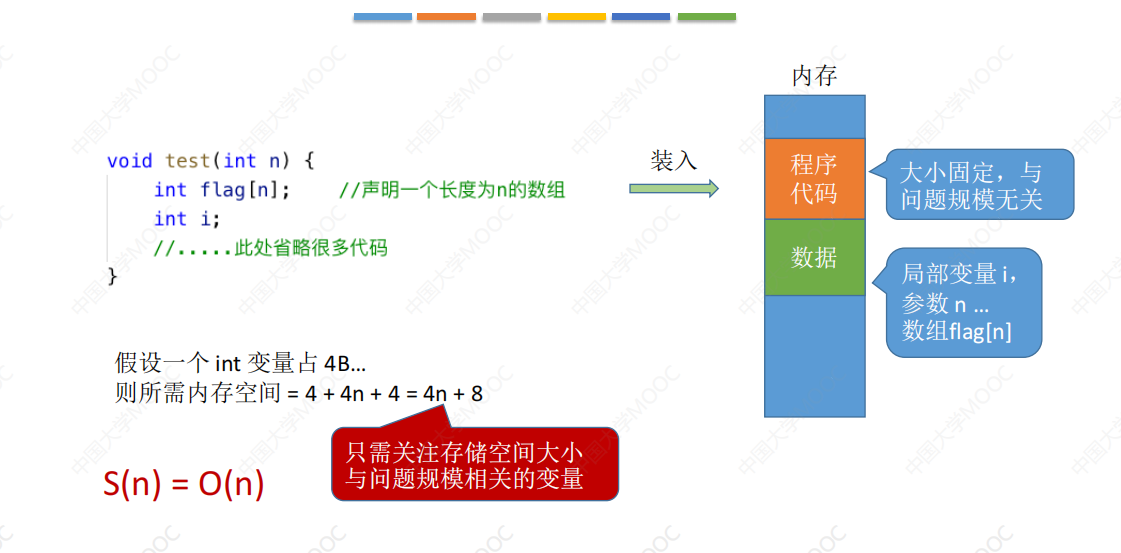 内存
void test(int n) {
int flag[n]; //声明一个长度为n的数组
int i;
//.....此处省略很多代码
}
装入
程序
代码
大小固定，与
问题规模无关
数据
局部变量 i，
参数 n ...
数组flag[n]
假设一个 int 变量占 4B...
则所需内存空间 = 4 + 4n + 4 = 4n + 8
只需关注存储空间大小
与问题规模相关的变量
S(n) = O(n)
中国大学MOOC